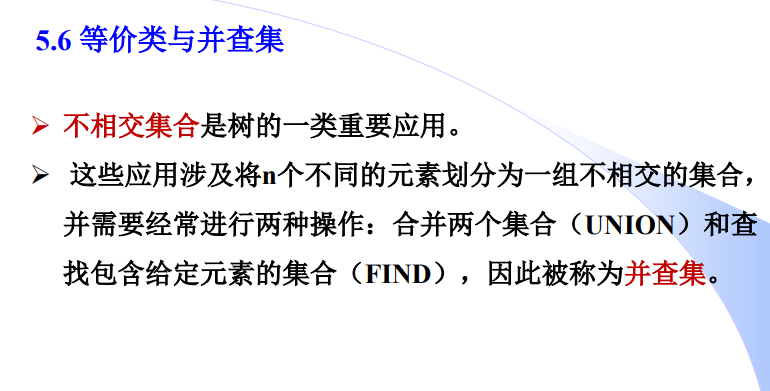 5.6 等价类与并查集
➢ 不相交集合是树的一类重要应用。
➢ 这些应用涉及将n个不同的元素划分为一组不相交的集合，
并需要经常进行两种操作：合并两个集合（UNION）和查
找包含给定元素的集合（FIND），因此被称为并查集。